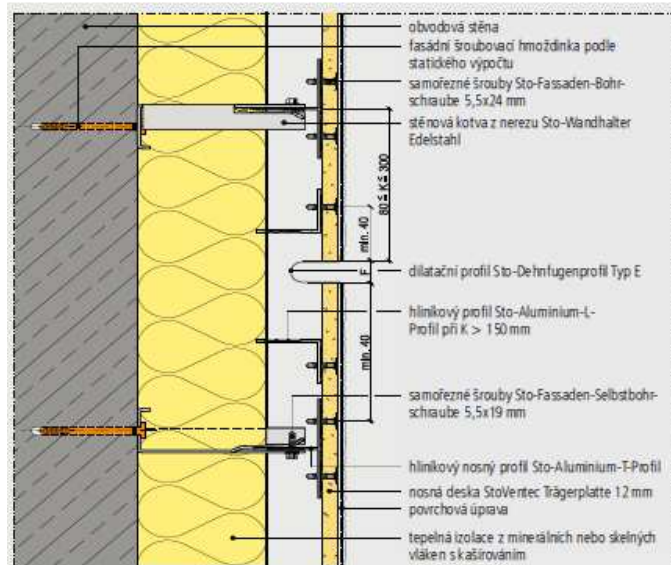 obvodová stěna
fasádní šroubovací hmoždinka podle
statického výpočtu
samořezné šrouby Sto-Fassaden-Bohr-
schraube 5,5x24 mm
stěnová kotva z nerezu Sto-Wandhalter
Edelstahl
80 ≤ K ≤ 300
min. 40
F
dilatační profil Sto-Dehnfugenprofil Typ E
hliníkový profil Sto-Aluminium-L-
Profil při K > 150 mm
min. 40
samořezné šrouby Sto-Fassaden-Selbstbohr-
schraube 5,5x19 mm
hliníkový nosný profil Sto-Aluminium-T-Profil
nosná deska StoVentec Trägerplatte 12 mm
povrchová úprava
tepelná izolace z minerálních nebo skelných
vláken s kašírováním